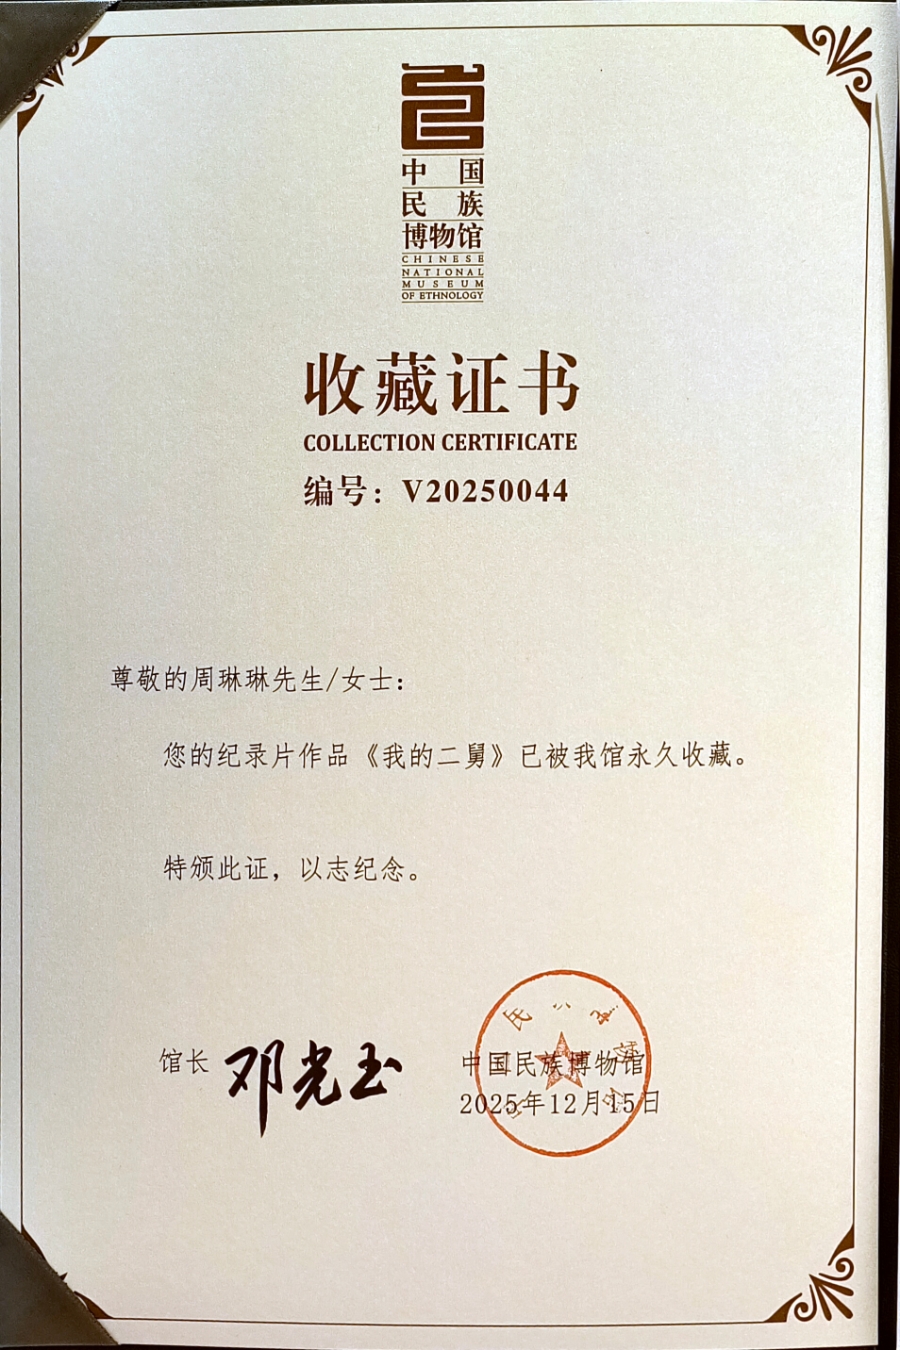 中国
民族
博物馆
CHINESE
NATIONAL
MUSEUM
OF ETHNOLOGY
收藏证书
COLLECTION CERTIFICATE
编号：V20250044
尊敬的周琳琳先生/女士：
您的纪录片作品《我的二舅》已被我馆永久收藏。
特颁此证，以志纪念。
馆长 邓光玉
中国民族博物馆
2025年12月15日